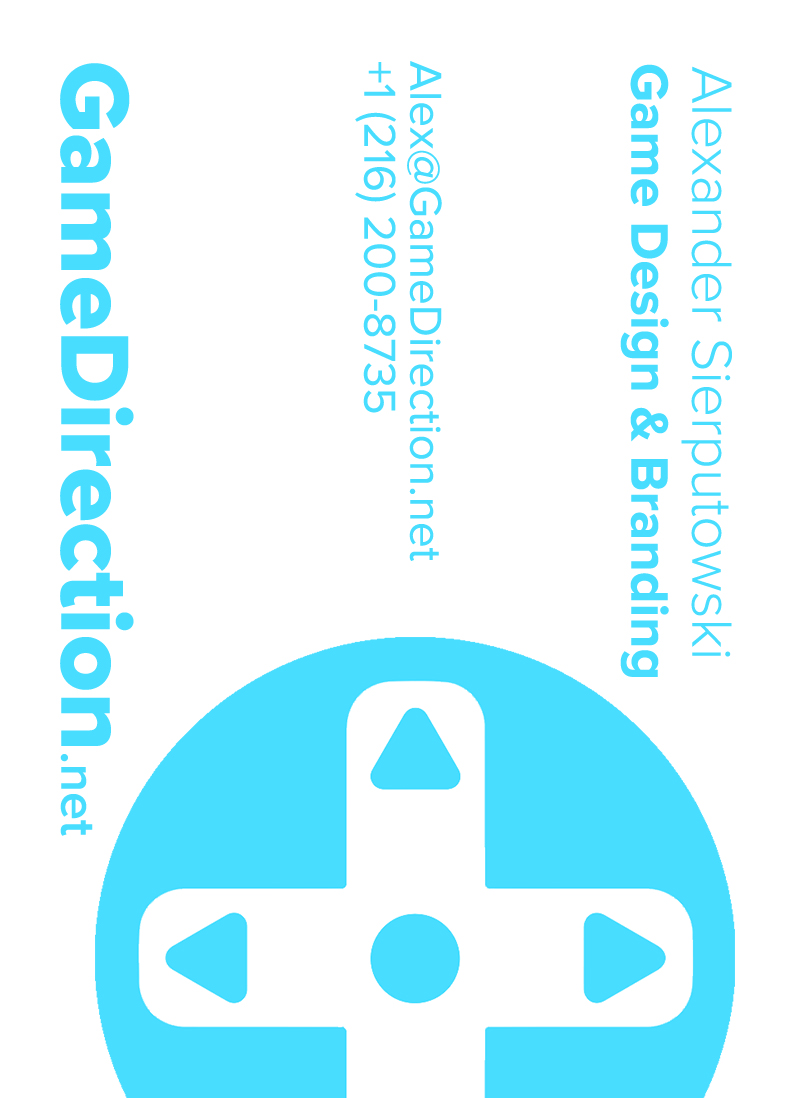 Alexander Sierputowski
Game Design & Branding
Alex@GameDirection.net
+1 (216) 200-8735
GameDirection.net